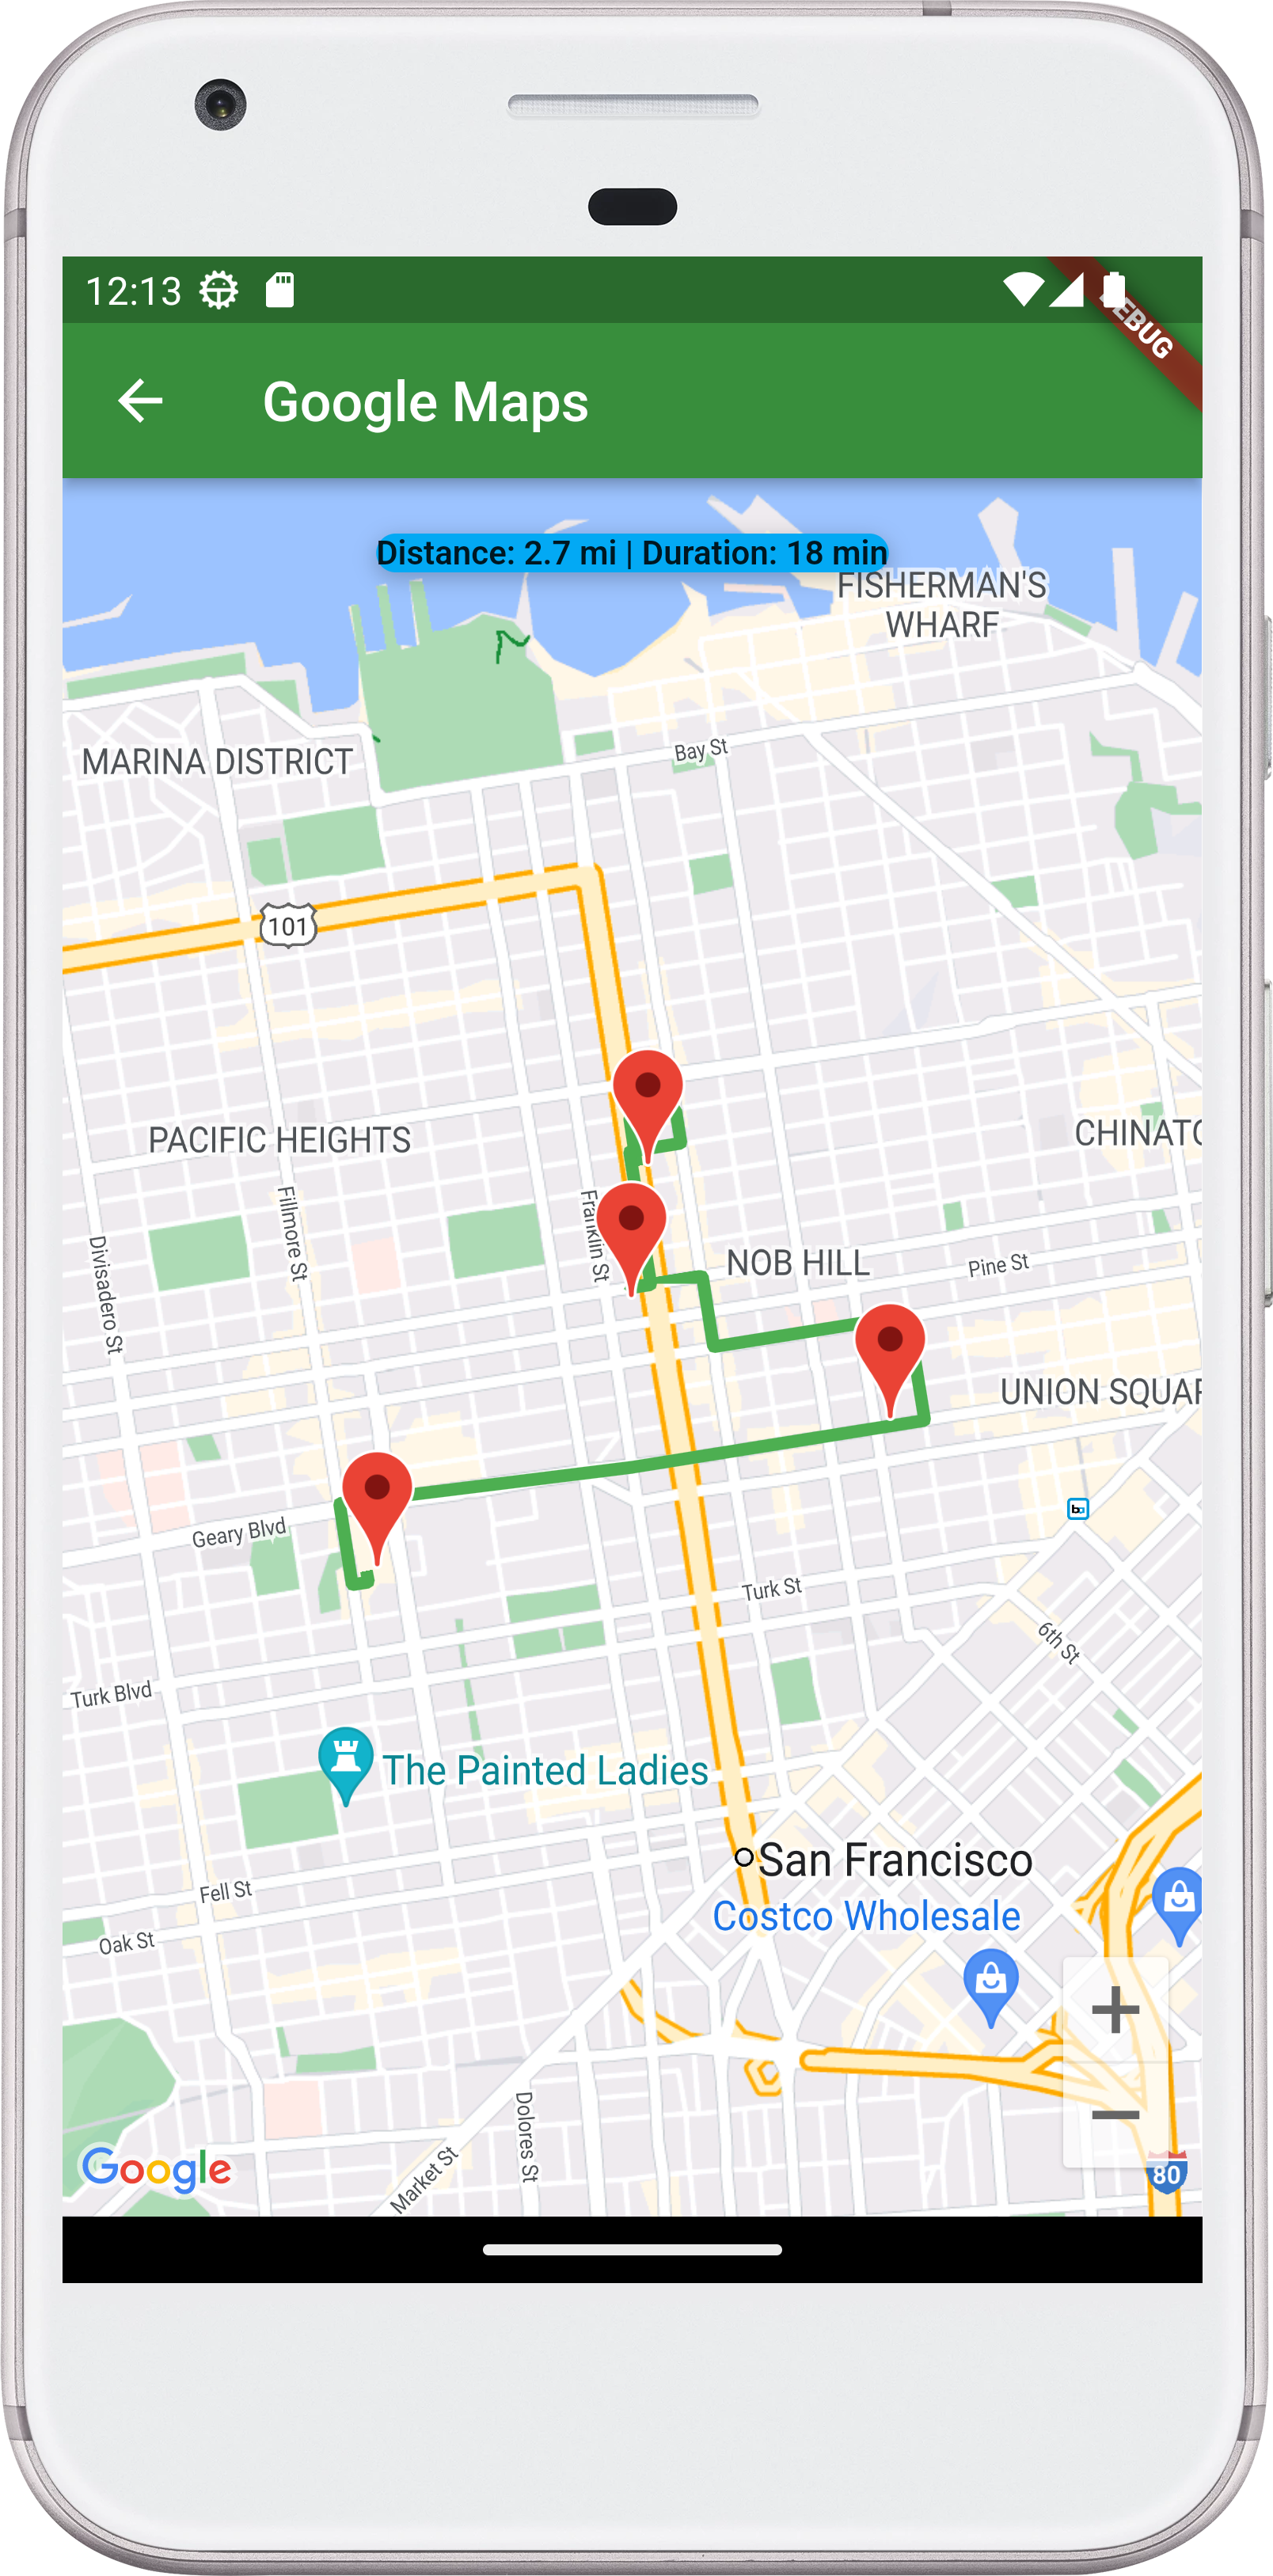 12:13
DEBUG
Google Maps
Distance: 2.7 mi | Duration: 18 min
FISHERMAN'S
WHARF
MARINA DISTRICT
Bay St
101
PACIFIC HEIGHTS
CHINATO
Fillmore St
Franklin St
Divisadero St
NOB HILL
Pine St
UNION SQUAR
Geary Blvd
Turk St
6th St
Turk Blvd
The Painted Ladies
San Francisco
Costco Wholesale
Fell St
Oak St
Dolores St
Market St
Google
80